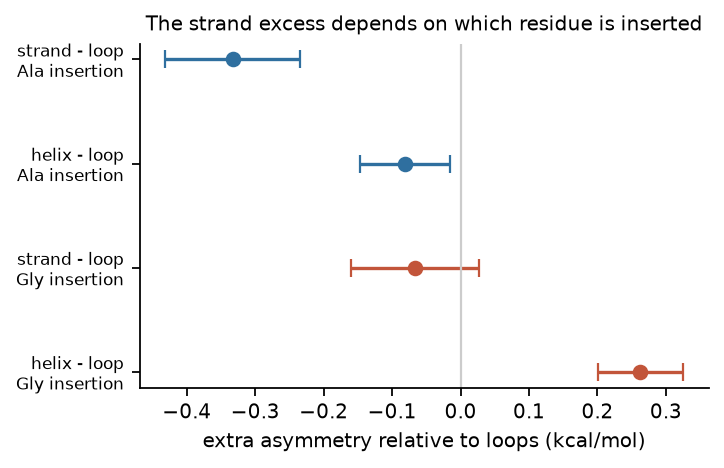 The strand excess depends on which residue is inserted
strand - loop
Ala insertion
helix - loop
Ala insertion
strand - loop
Gly insertion
helix - loop
Gly insertion
−0.4 −0.3 −0.2 −0.1 0.0 0.1 0.2 0.3
extra asymmetry relative to loops (kcal/mol)